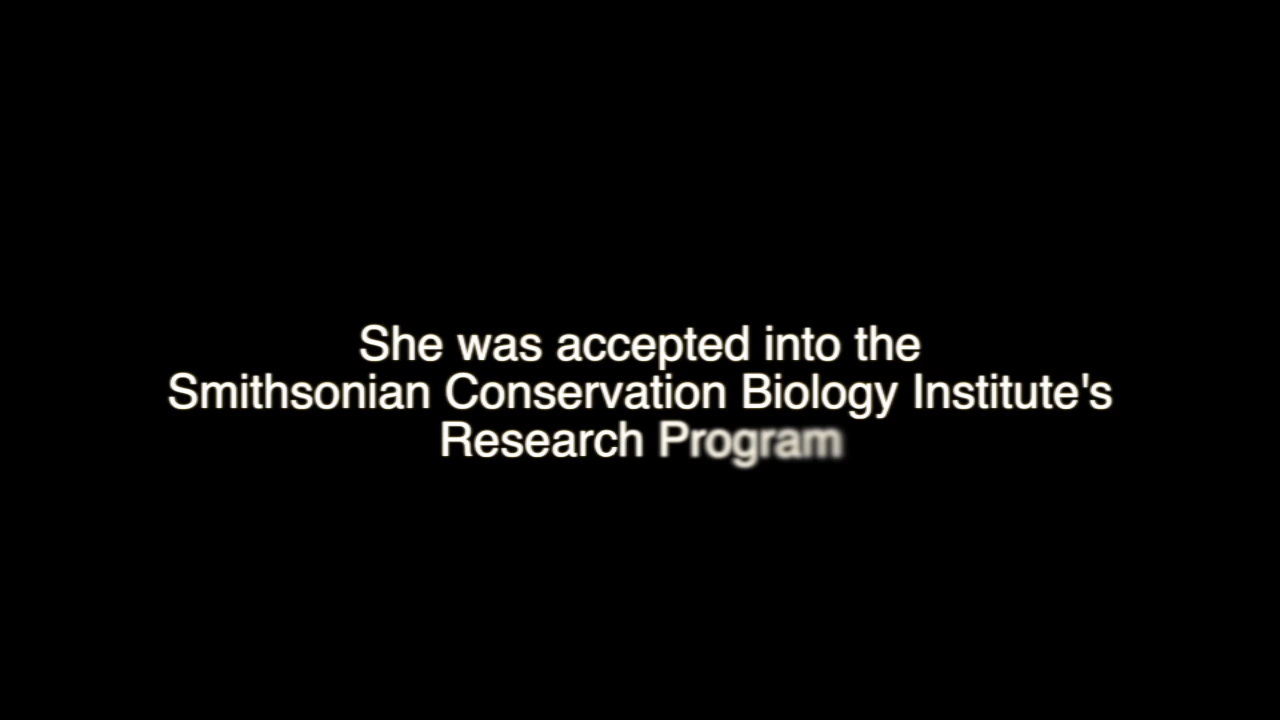 She was accepted into the
Smithsonian Conservation Biology Institute's
Research Program